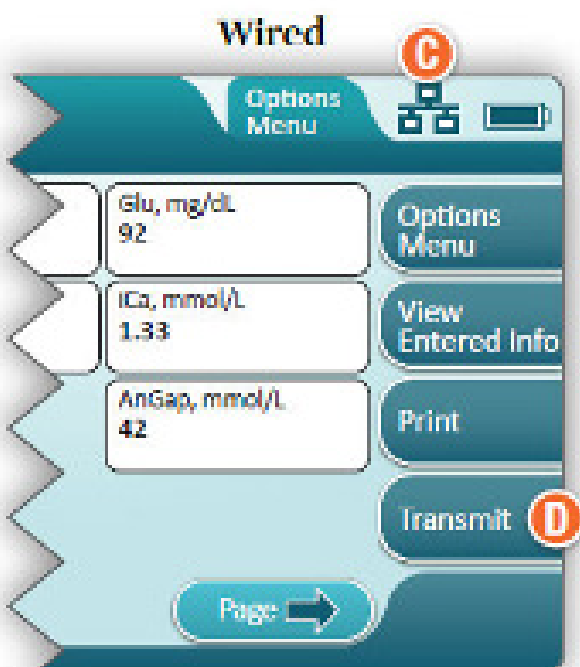 Wired
C
Options
Menu
Glu, mg/dL
92
Options
Menu
iCa, mmol/L
1.33
View
Entered Info
AnGap, mmol/L
42
Print
Transmit
D
Page